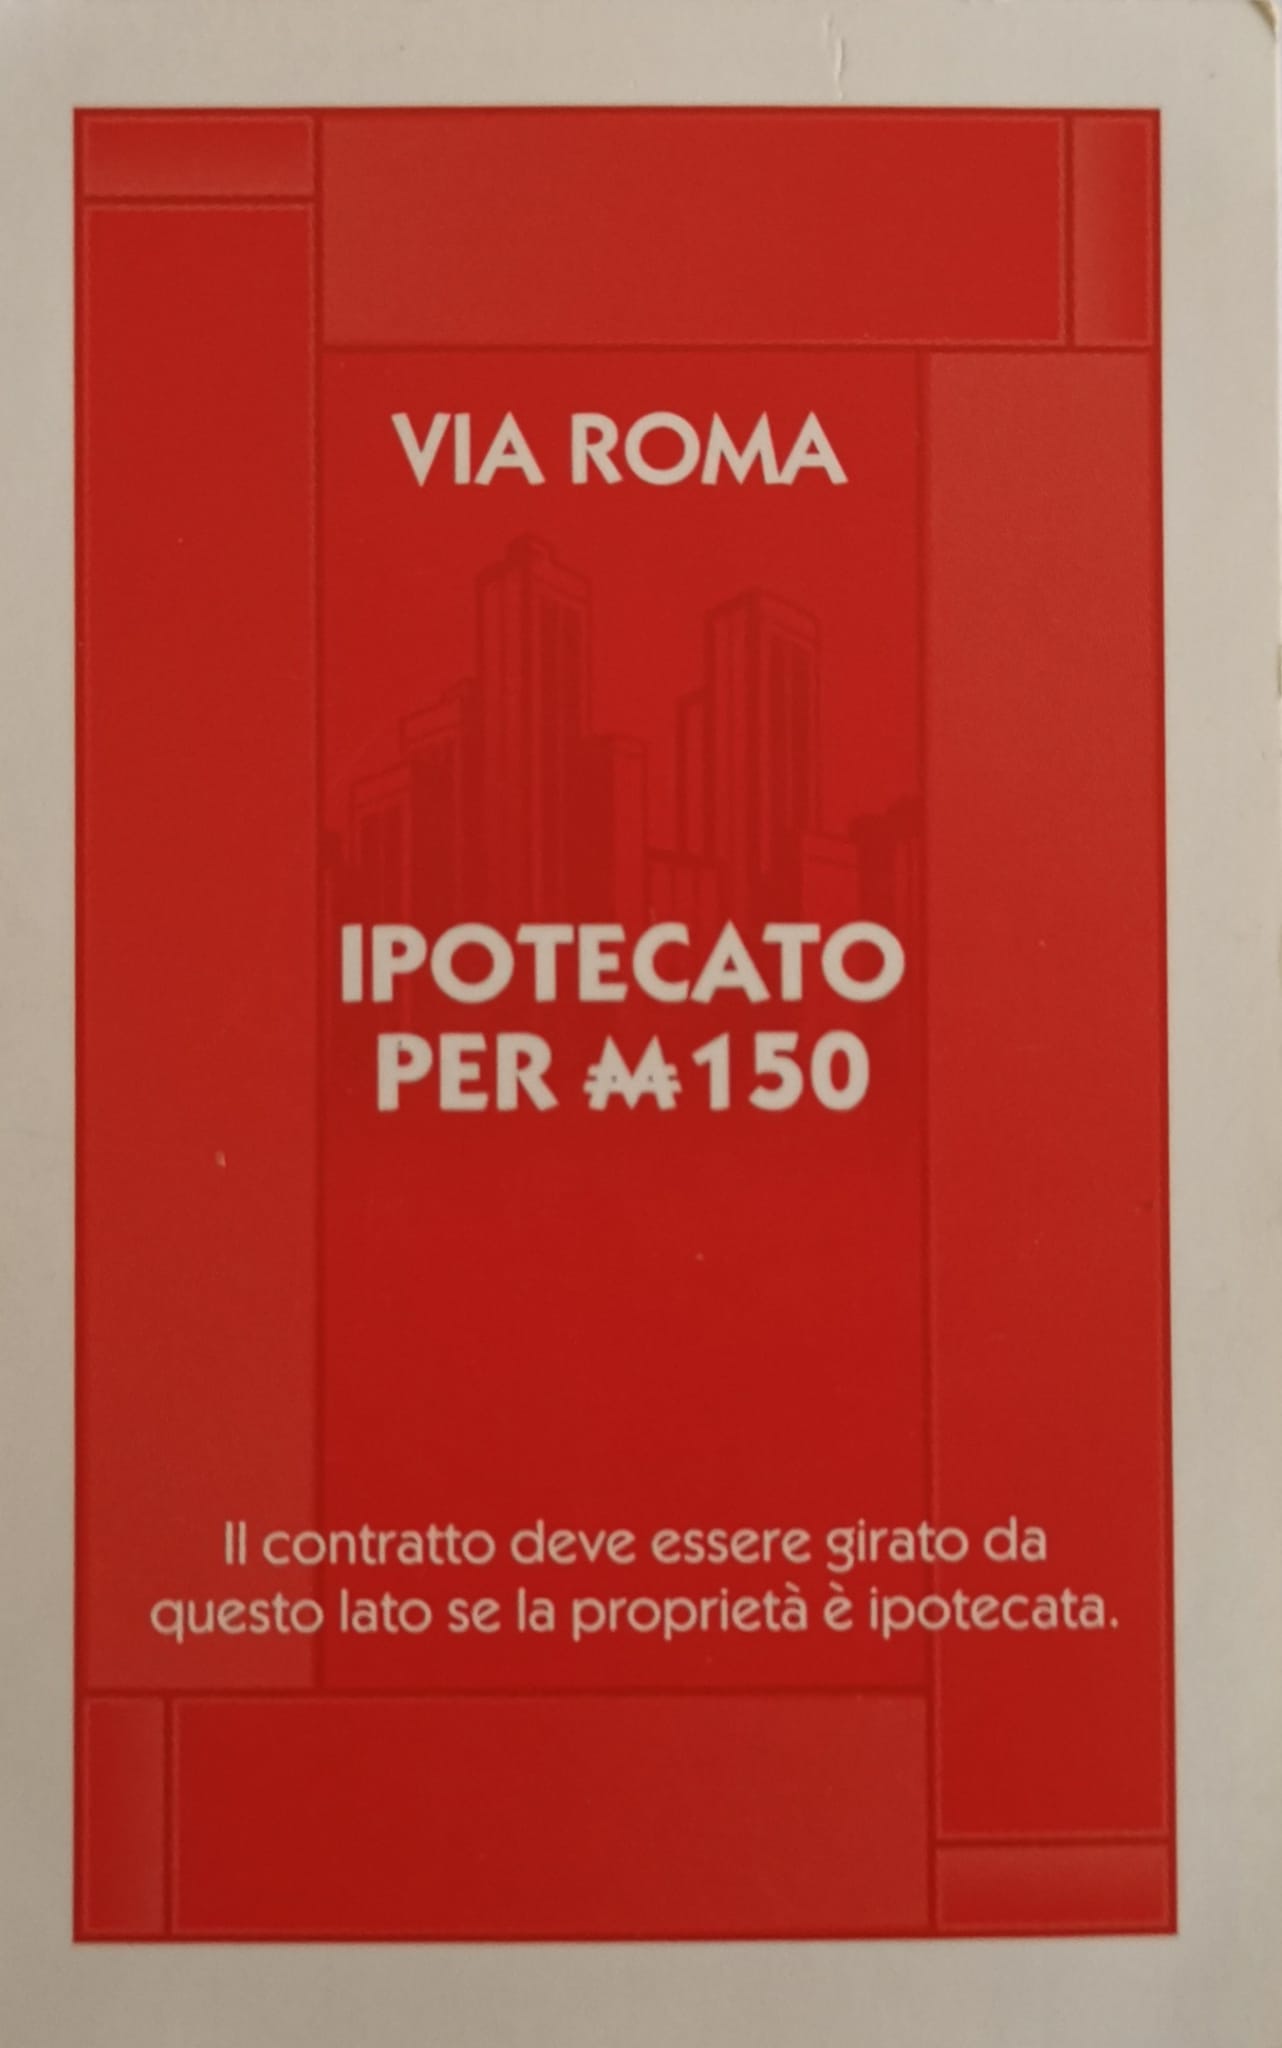 VIA ROMA
IPOTECATO
PER ₩150
Il contratto deve essere girato da
questo lato se la proprietà è ipotecata.